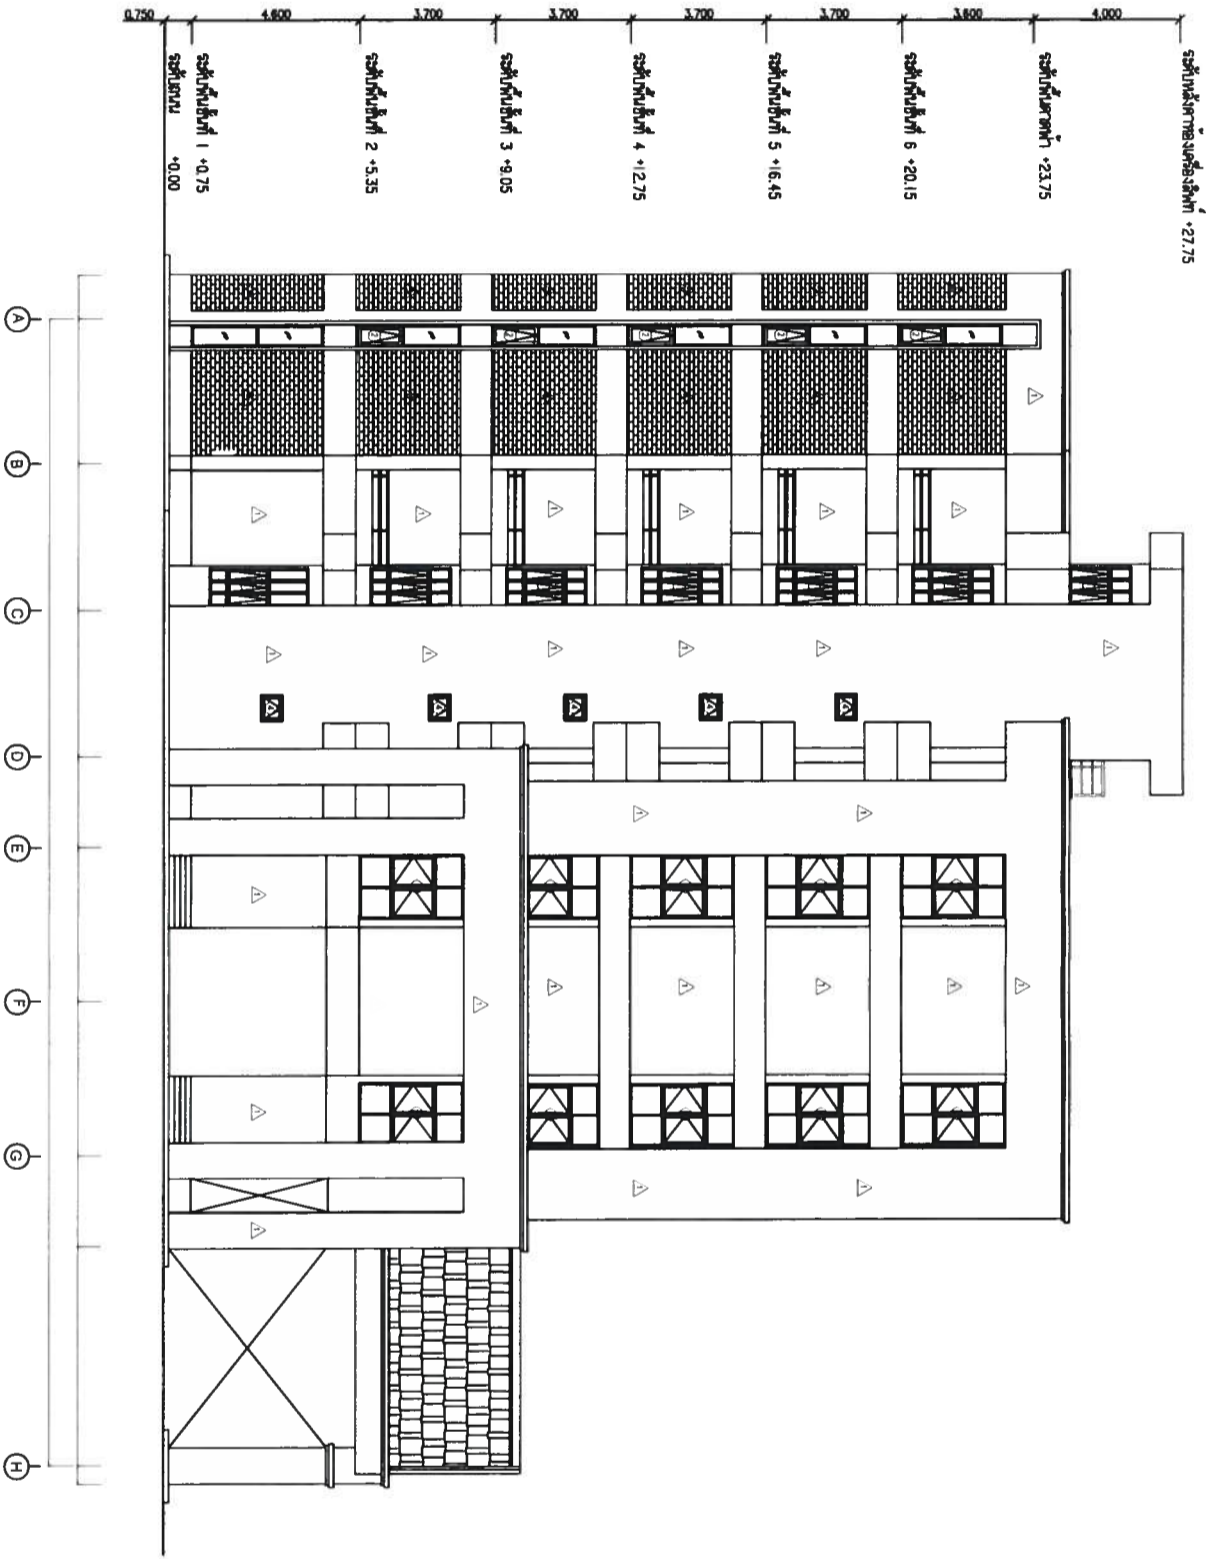 0.750
4.600
3.700
3.700
3.700
3.700
3.600
4.000
ระดับหลังคาห้องเครื่องลิฟท์ +27.75
ระดับพื้นดาดฟ้า +23.75
ระดับพื้นชั้นที่ 6 +20.15
ระดับพื้นชั้นที่ 5 +16.45
ระดับพื้นชั้นที่ 4 +12.75
ระดับพื้นชั้นที่ 3 +9.05
ระดับพื้นชั้นที่ 2 +5.35
ระดับพื้นชั้นที่ 1 +0.75
ระดับถนน +0.00
A
B
C
D
E
F
G
H